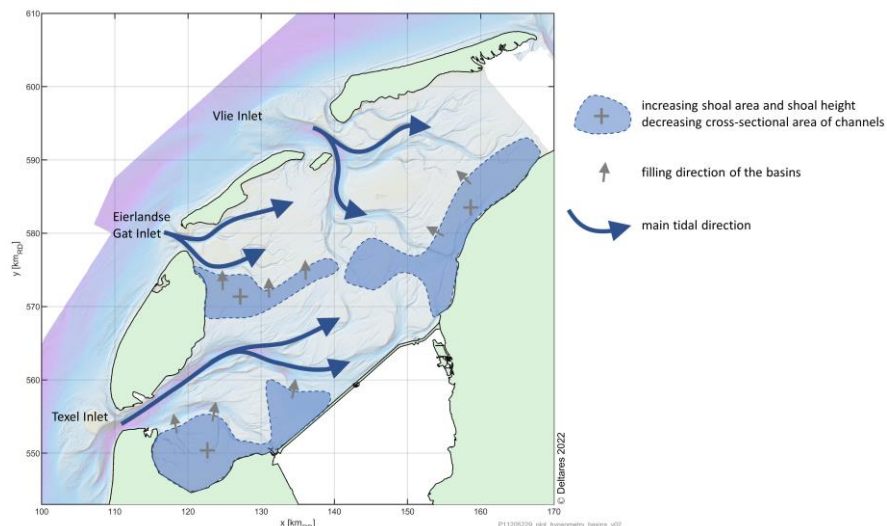 610
600
590
580
570
560
550
y [km_RD]
100
110
120
130
140
150
160
170
x [km_RD]
Vlie Inlet
Eierlandse
Gat Inlet
Texel Inlet
increasing shoal area and shoal height
decreasing cross-sectional area of channels
filling direction of the basins
main tidal direction
© Deltares 2022